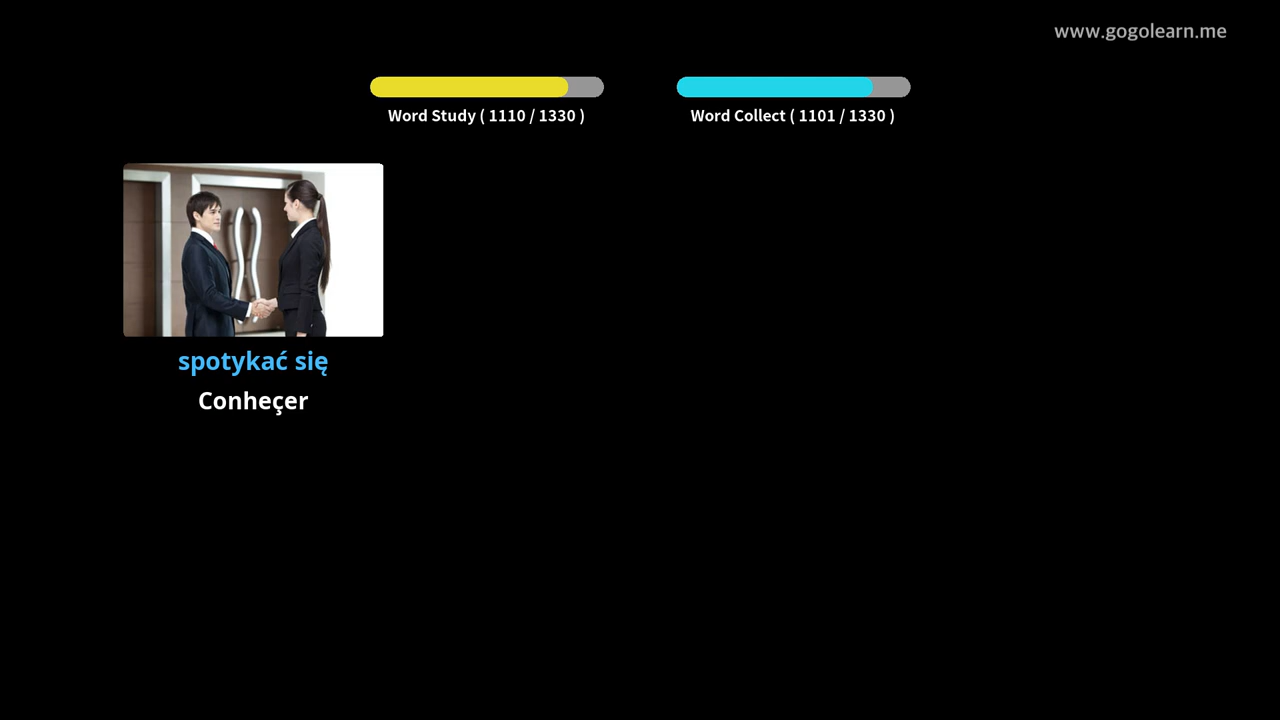 www.gogolearn.me
Word Study ( 1110 / 1330 )
Word Collect ( 1101 / 1330 )
spotykać się
Conheçer